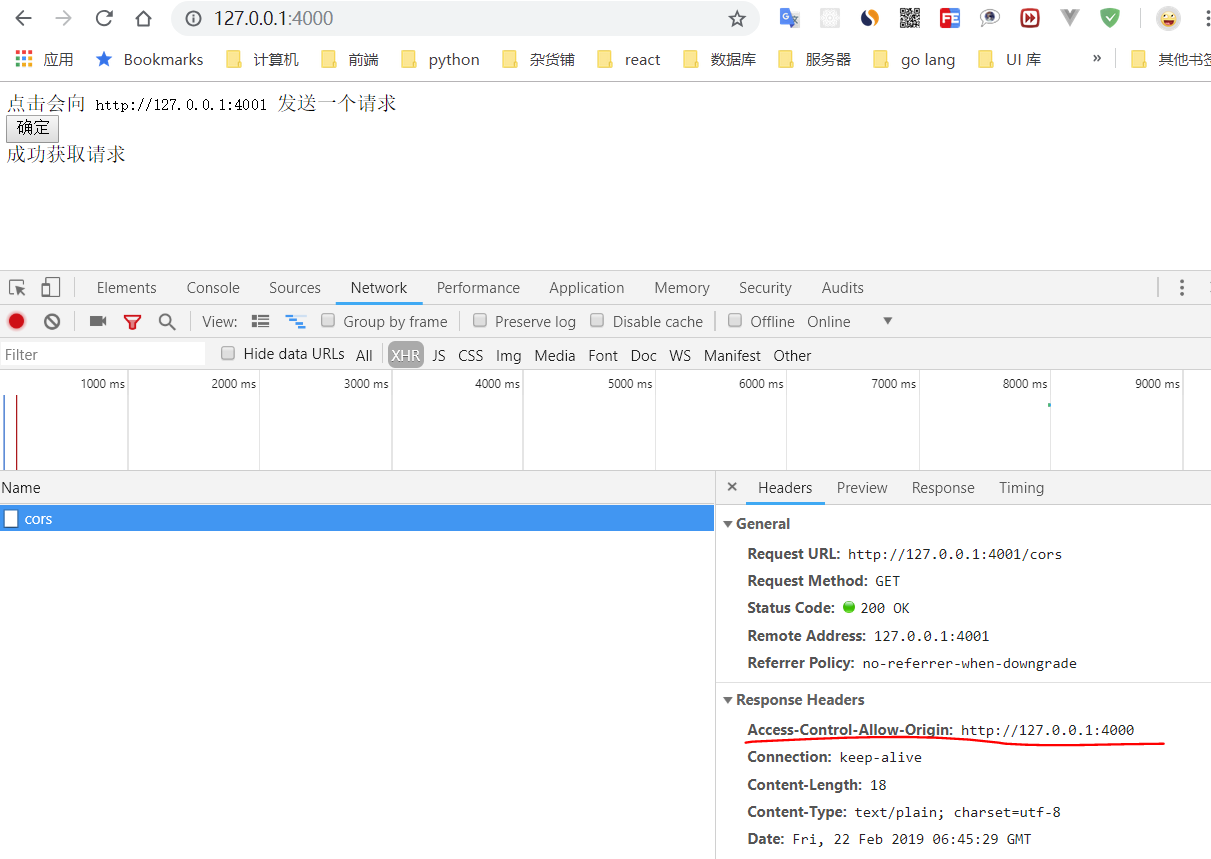 127.0.0.1:4000
应用 Bookmarks 计算机 前端 python 杂货铺 react 数据库 服务器 go lang UI 库 » 其他书签
点击会向 http://127.0.0.1:4001 发送一个请求
确定
成功获取请求
Elements Console Sources Network Performance Application Memory Security Audits
View: Group by frame Preserve log Disable cache Offline Online
Filter Hide data URLs All XHR JS CSS Img Media Font Doc WS Manifest Other
1000 ms 2000 ms 3000 ms 4000 ms 5000 ms 6000 ms 7000 ms 8000 ms 9000 ms
Name
cors
× Headers Preview Response Timing
General
Request URL: http://127.0.0.1:4001/cors
Request Method: GET
Status Code: 200 OK
Remote Address: 127.0.0.1:4001
Referrer Policy: no-referrer-when-downgrade
Response Headers
Access-Control-Allow-Origin: http://127.0.0.1:4000
Connection: keep-alive
Content-Length: 18
Content-Type: text/plain; charset=utf-8
Date: Fri, 22 Feb 2019 06:45:29 GMT